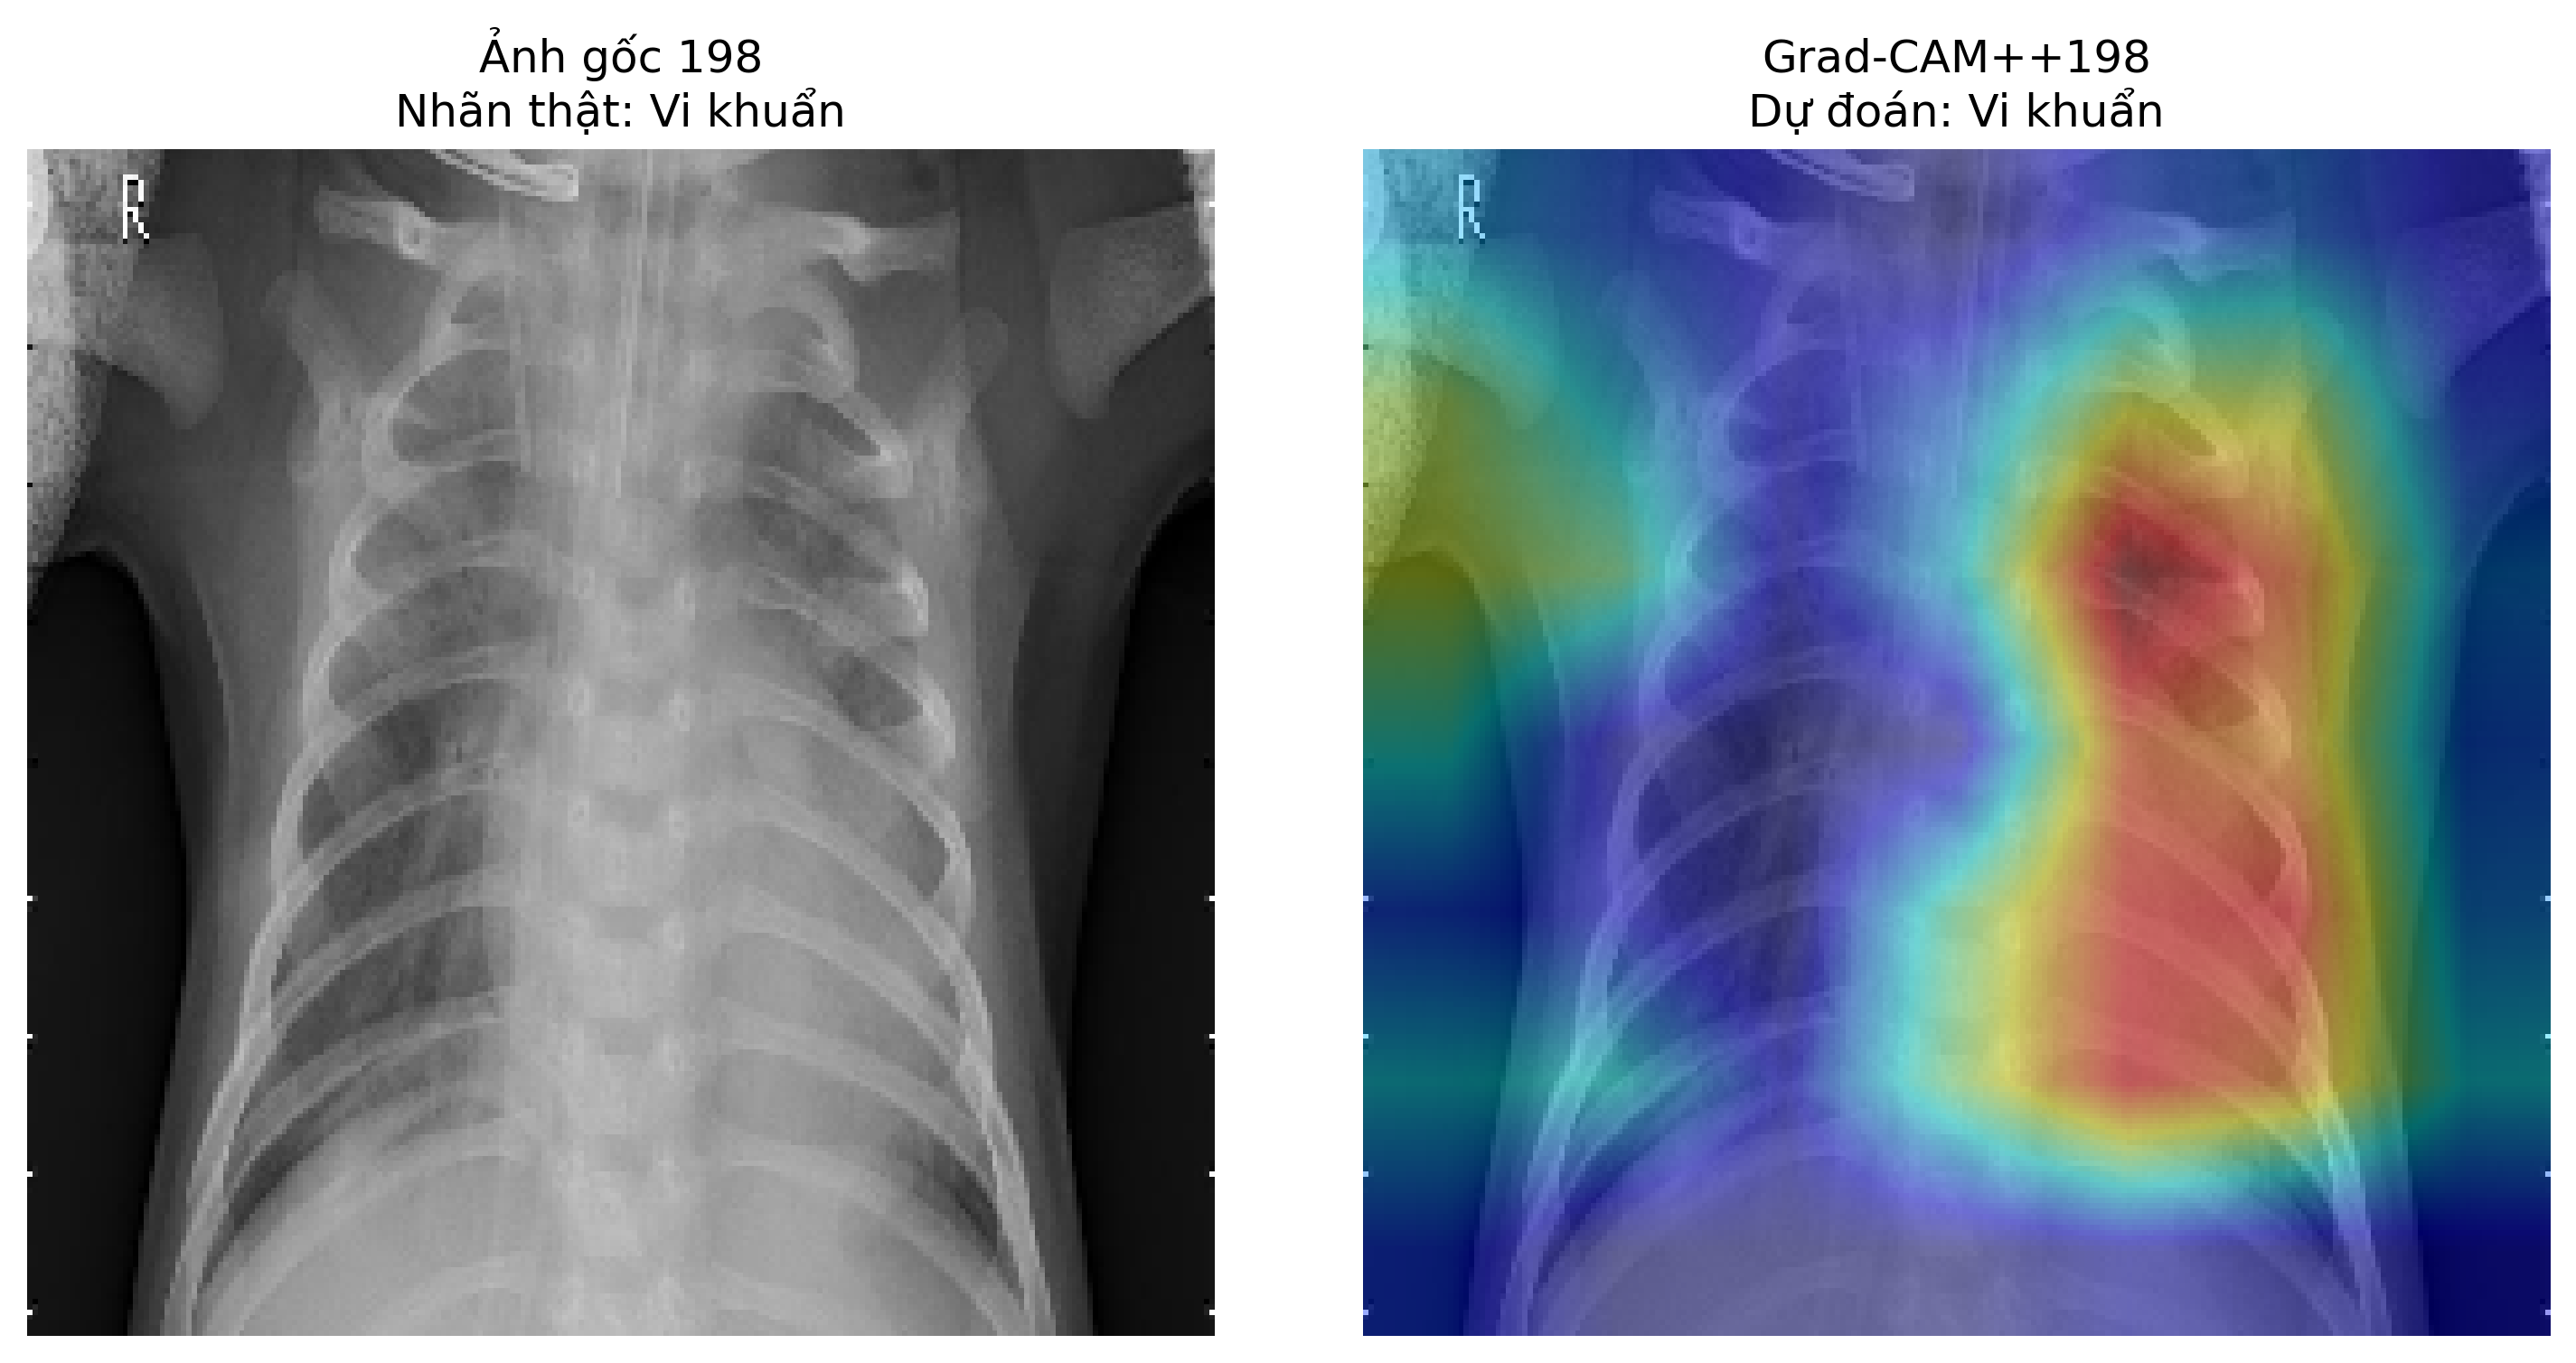 Ảnh gốc 198
Nhãn thật: Vi khuẩn
R
Grad-CAM++198
Dự đoán: Vi khuẩn
R